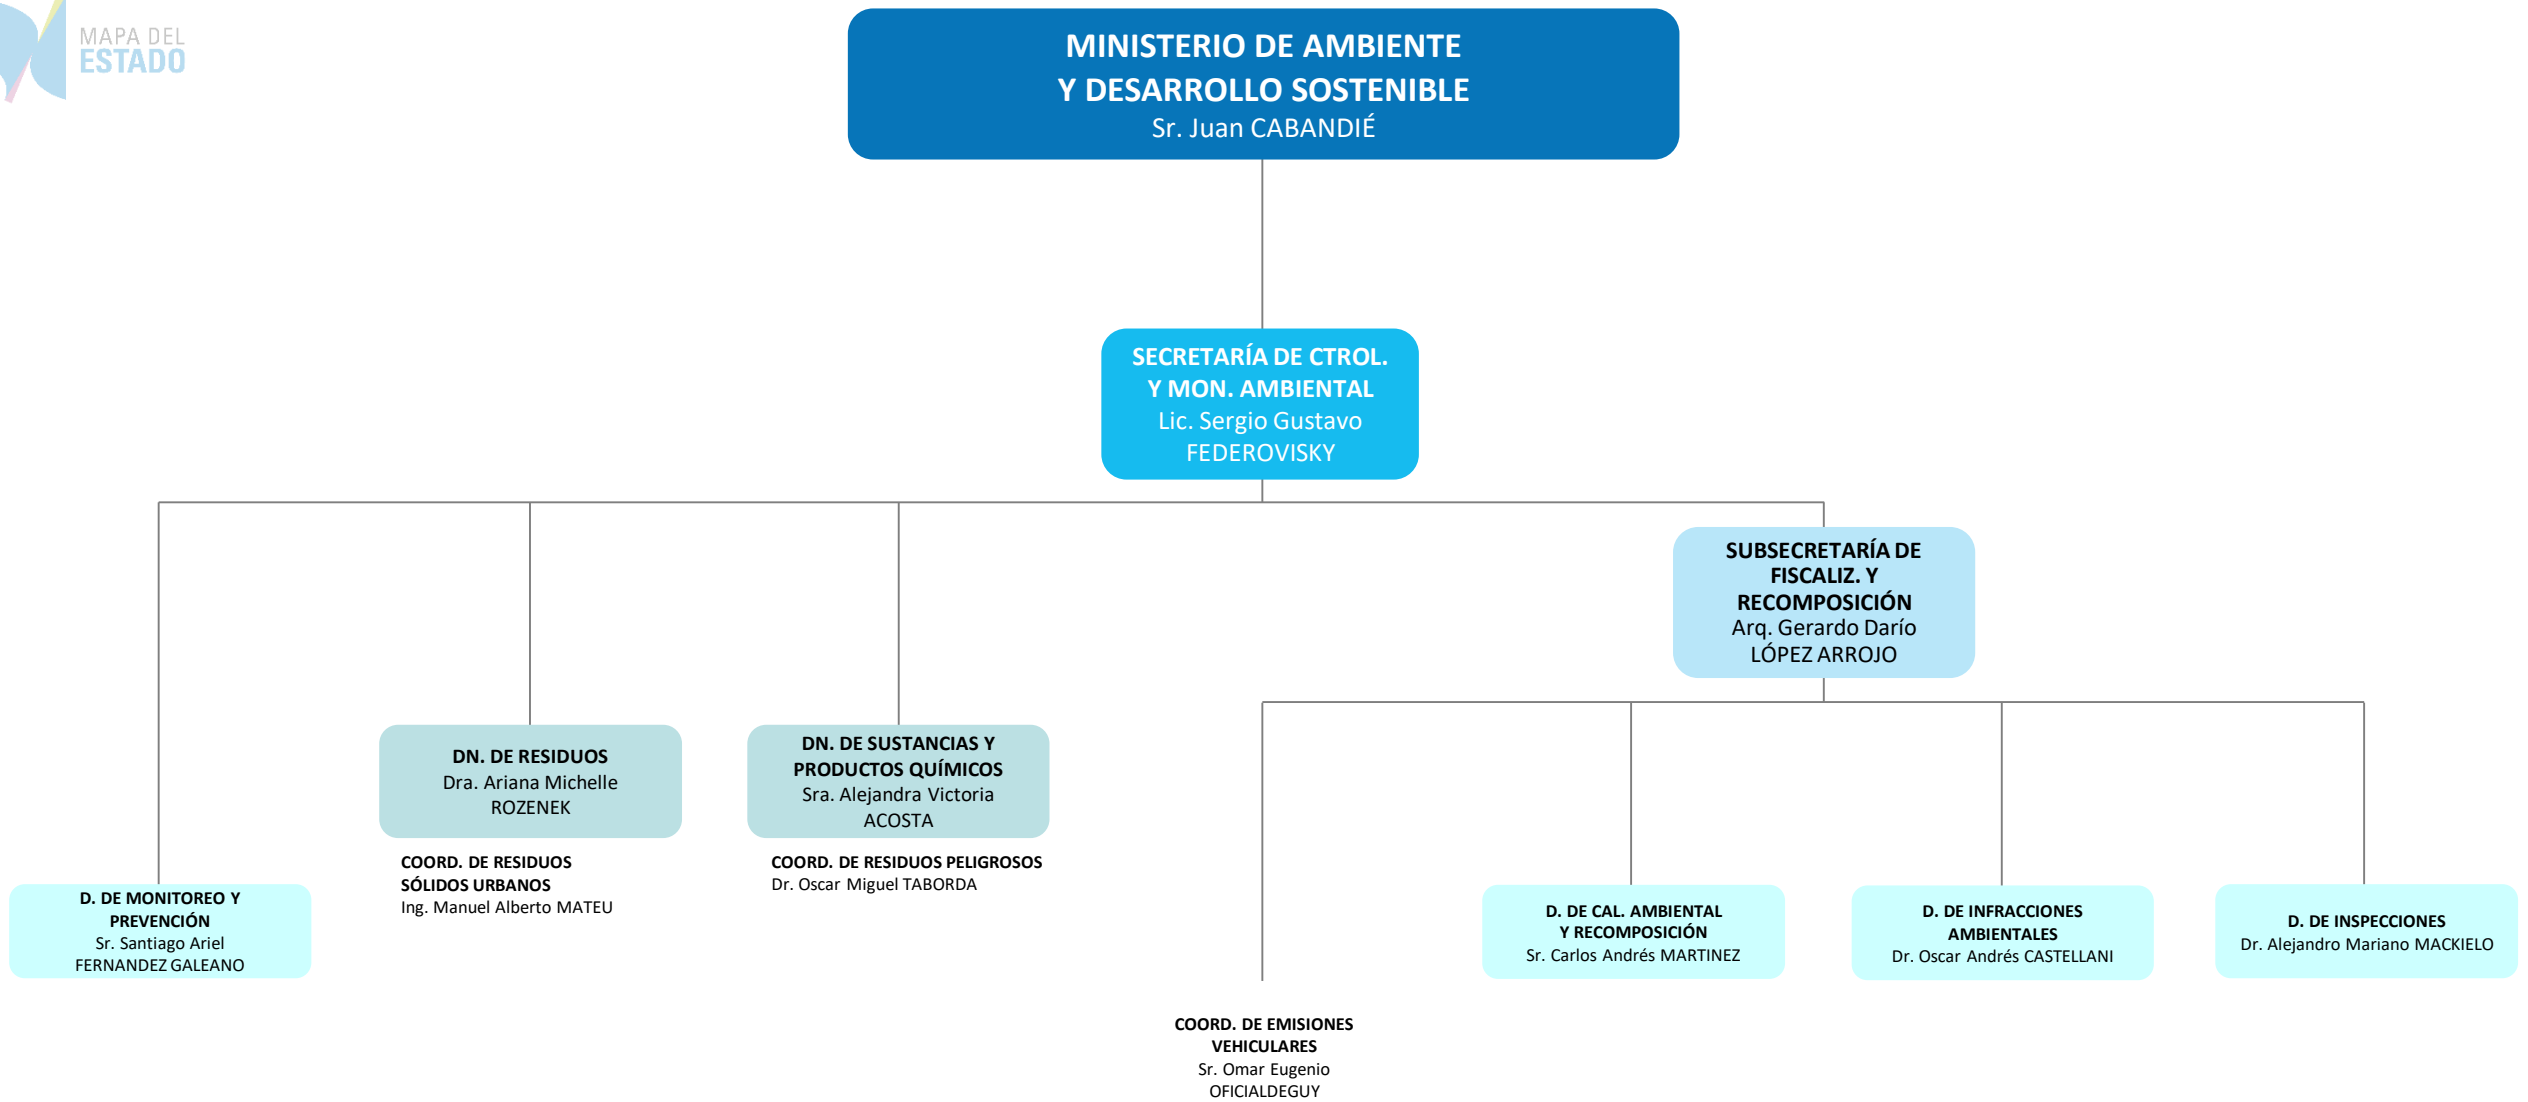 MAPA DEL
ESTADO
MINISTERIO DE AMBIENTE
Y DESARROLLO SOSTENIBLE
Sr. Juan CABANDIÉ
SECRETARÍA DE CTROL.
Y MON. AMBIENTAL
Lic. Sergio Gustavo
FEDEROVISKY
SUBSECRETARÍA DE
FISCALIZ. Y
RECOMPOSICIÓN
Arq. Gerardo Darío
LÓPEZ ARROJO
DN. DE RESIDUOS
Dra. Ariana Michelle
ROZENEK
DN. DE SUSTANCIAS Y
PRODUCTOS QUÍMICOS
Sra. Alejandra Victoria
ACOSTA
COORD. DE RESIDUOS
SÓLIDOS URBANOS
Ing. Manuel Alberto MATEU
COORD. DE RESIDUOS PELIGROSOS
Dr. Oscar Miguel TABORDA
D. DE MONITOREO Y
PREVENCIÓN
Sr. Santiago Ariel
FERNANDEZ GALEANO
D. DE CAL. AMBIENTAL
Y RECOMPOSICIÓN
Sr. Carlos Andrés MARTINEZ
D. DE INFRACCIONES
AMBIENTALES
Dr. Oscar Andrés CASTELLANI
D. DE INSPECCIONES
Dr. Alejandro Mariano MACKIELO
COORD. DE EMISIONES
VEHICULARES
Sr. Omar Eugenio
OFICIALDEGUY